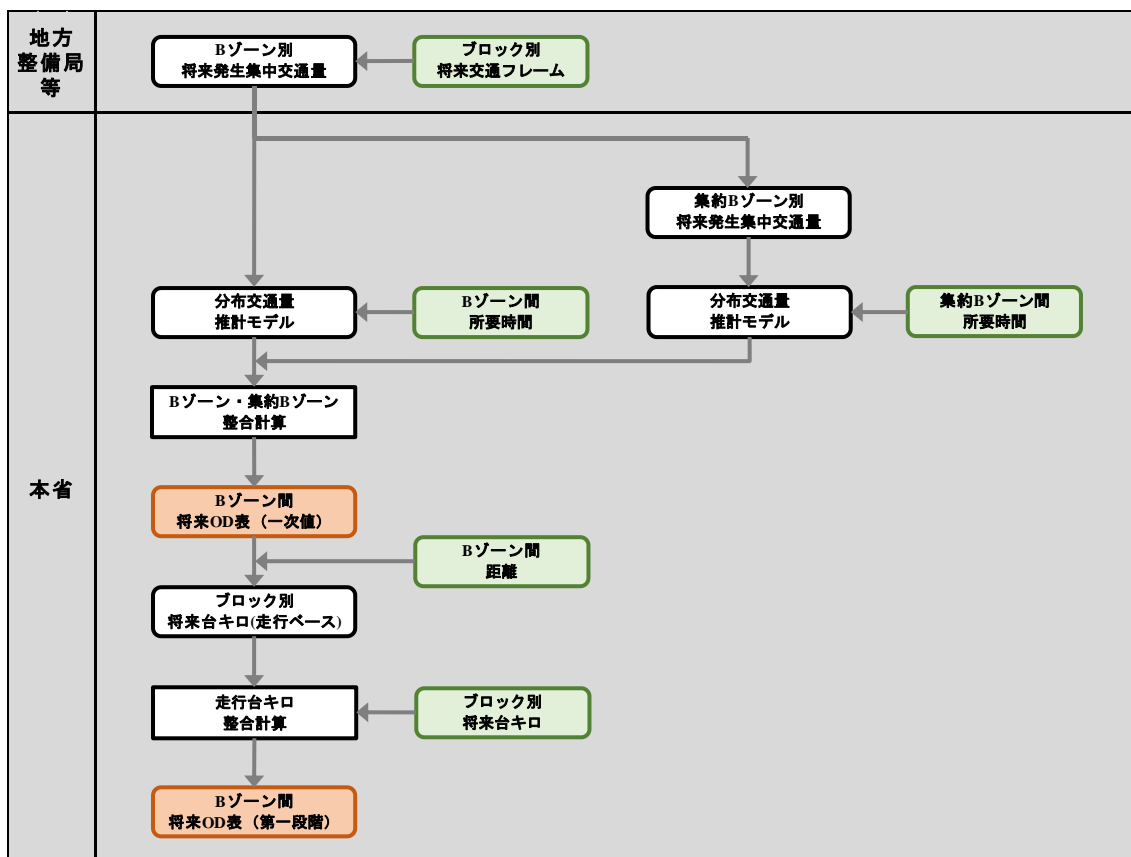 地方
整備局
等
Bゾーン別
将来発生集中交通量
ブロック別
将来交通フレーム
集約Bゾーン別
将来発生集中交通量
分布交通量
推計モデル
Bゾーン間
所要時間
分布交通量
推計モデル
集約Bゾーン間
所要時間
Bゾーン・集約Bゾーン
整合計算
本省
Bゾーン間
将来OD表（一次値）
Bゾーン間
距離
ブロック別
将来台キロ(走行ベース)
走行台キロ
整合計算
ブロック別
将来台キロ
Bゾーン間
将来OD表（第一段階）